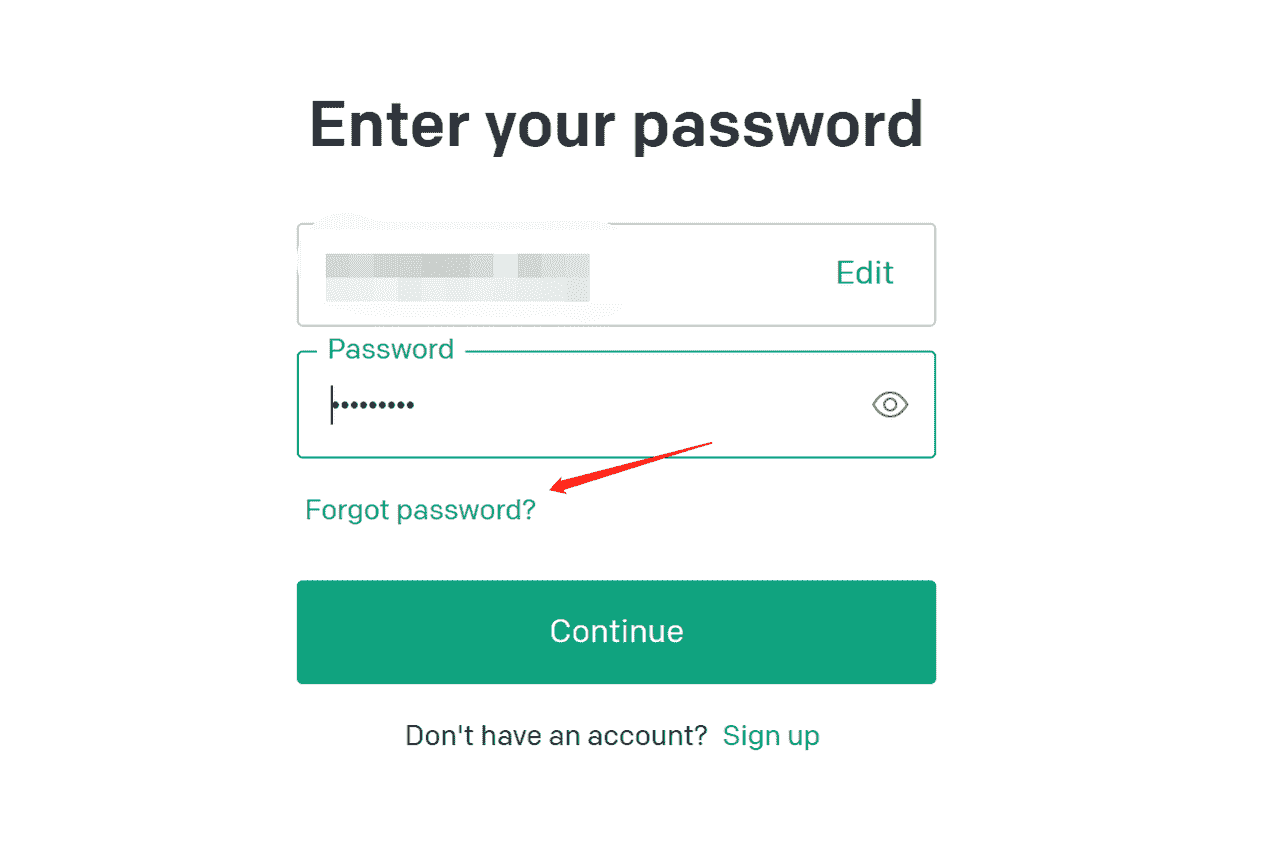 Enter your password
Edit
Password
•••••••••
Forgot password?
Continue
Don't have an account? Sign up